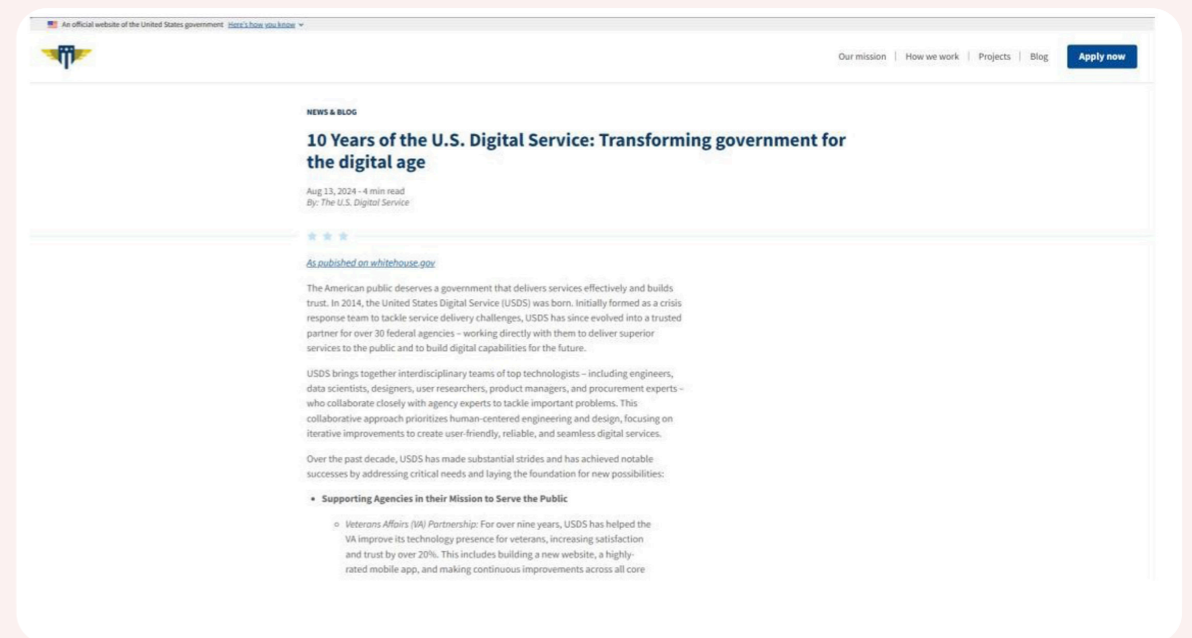 An official website of the United States government Here's how you know
Our mission | How we work | Projects | Blog Apply now
NEWS & BLOG
10 Years of the U.S. Digital Service: Transforming government for
the digital age
Aug 13, 2024 - 4 min read
By: The U.S. Digital Service
As pubished on whitehouse.gov
The American public deserves a government that delivers services effectively and builds
trust. In 2014, the United States Digital Service (USDS) was born. Initially formed as a crisis
response team to tackle service delivery challenges, USDS has since evolved into a trusted
partner for over 30 federal agencies – working directly with them to deliver superior
services to the public and to build digital capabilities for the future.
USDS brings together interdisciplinary teams of top technologists – including engineers,
data scientists, designers, user researchers, product managers, and procurement experts –
who collaborate closely with agency experts to tackle important problems. This
collaborative approach prioritizes human-centered engineering and design, focusing on
iterative improvements to create user-friendly, reliable, and seamless digital services.
Over the past decade, USDS has made substantial strides and has achieved notable
successes by addressing critical needs and laying the foundation for new possibilities:
• Supporting Agencies in their Mission to Serve the Public
○ Veterans Affairs (VA) Partnership: For over nine years, USDS has helped the
VA improve its technology presence for veterans, increasing satisfaction
and trust by over 20%. This includes building a new website, a highly-
rated mobile app, and making continuous improvements across all core